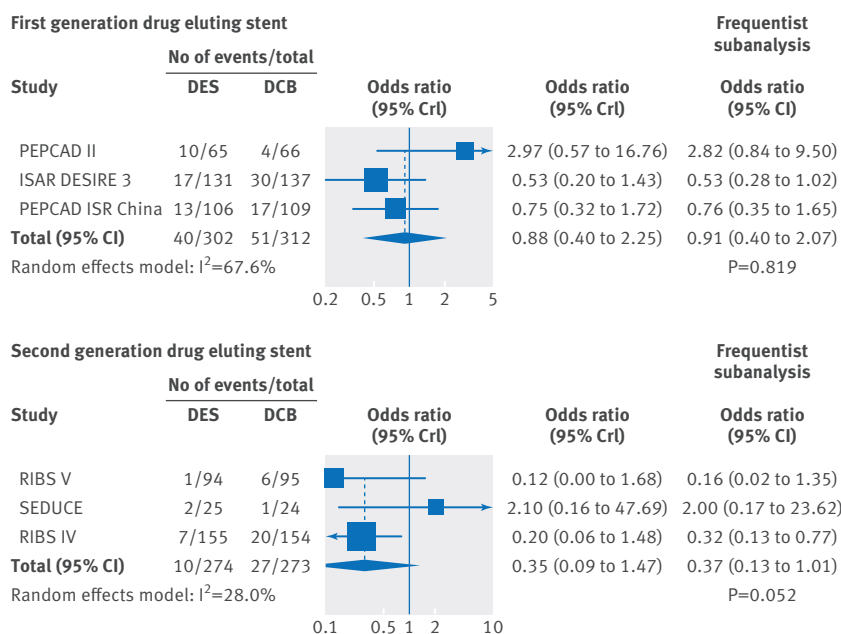 First generation drug eluting stent
Frequentist subanalysis
No of events/total
Study DES DCB Odds ratio (95% CrI) Odds ratio (95% CrI) Odds ratio (95% CI)
PEPCAD II 10/65 4/66 2.97 (0.57 to 16.76) 2.82 (0.84 to 9.50)
ISAR DESIRE 3 17/131 30/137 0.53 (0.20 to 1.43) 0.53 (0.28 to 1.02)
PEPCAD ISR China 13/106 17/109 0.75 (0.32 to 1.72) 0.76 (0.35 to 1.65)
Total (95% CI) 40/302 51/312 0.88 (0.40 to 2.25) 0.91 (0.40 to 2.07)
Random effects model: I²=67.6% P=0.819
0.2 0.5 1 2 5
Second generation drug eluting stent
Frequentist subanalysis
No of events/total
Study DES DCB Odds ratio (95% CrI) Odds ratio (95% CrI) Odds ratio (95% CI)
RIBS V 1/94 6/95 0.12 (0.00 to 1.68) 0.16 (0.02 to 1.35)
SEDUCE 2/25 1/24 2.10 (0.16 to 47.69) 2.00 (0.17 to 23.62)
RIBS IV 7/155 20/154 0.20 (0.06 to 1.48) 0.32 (0.13 to 0.77)
Total (95% CI) 10/274 27/273 0.35 (0.09 to 1.47) 0.37 (0.13 to 1.01)
Random effects model: I²=28.0% P=0.052
0.1 0.5 1 2 10